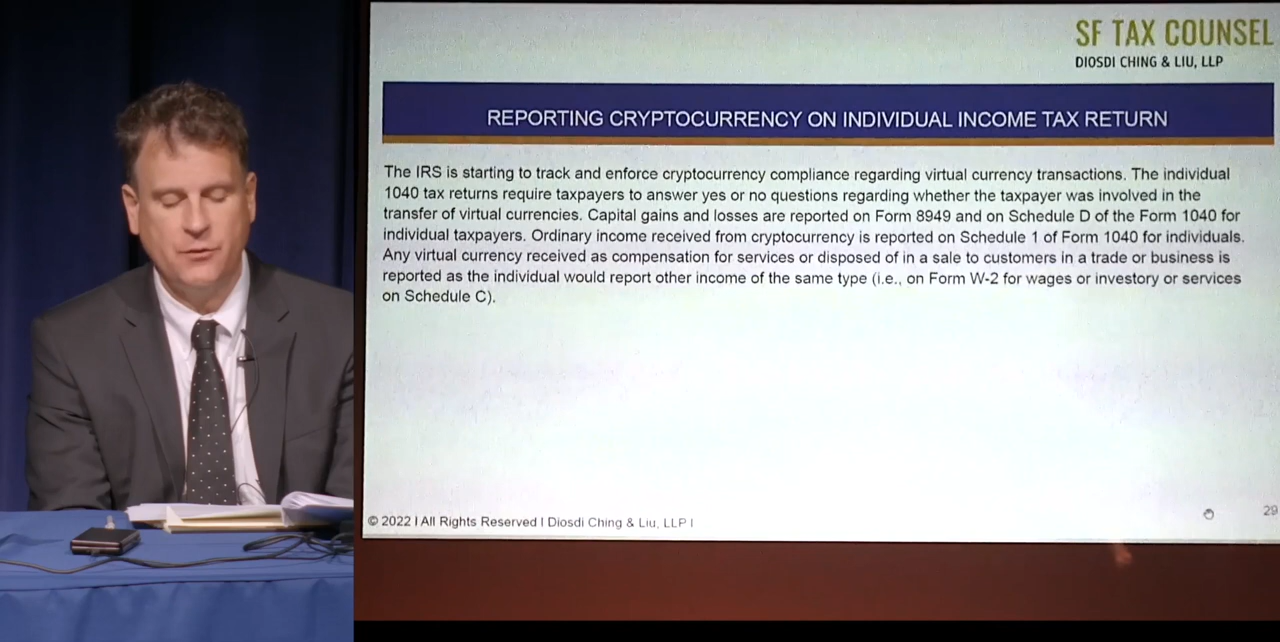 SF TAX COUNSEL
DIOSDI CHING & LIU, LLP
REPORTING CRYPTOCURRENCY ON INDIVIDUAL INCOME TAX RETURN
The IRS is starting to track and enforce cryptocurrency compliance regarding virtual currency transactions. The individual
1040 tax returns require taxpayers to answer yes or no questions regarding whether the taxpayer was involved in the
transfer of virtual currencies. Capital gains and losses are reported on Form 8949 and on Schedule D of the Form 1040 for
individual taxpayers. Ordinary income received from cryptocurrency is reported on Schedule 1 of Form 1040 for individuals.
Any virtual currency received as compensation for services or disposed of in a sale to customers in a trade or business is
reported as the individual would report other income of the same type (i.e., on Form W-2 for wages or investory or services
on Schedule C).
© 2022 I All Rights Reserved I Diosdi Ching & Liu, LLP I
29